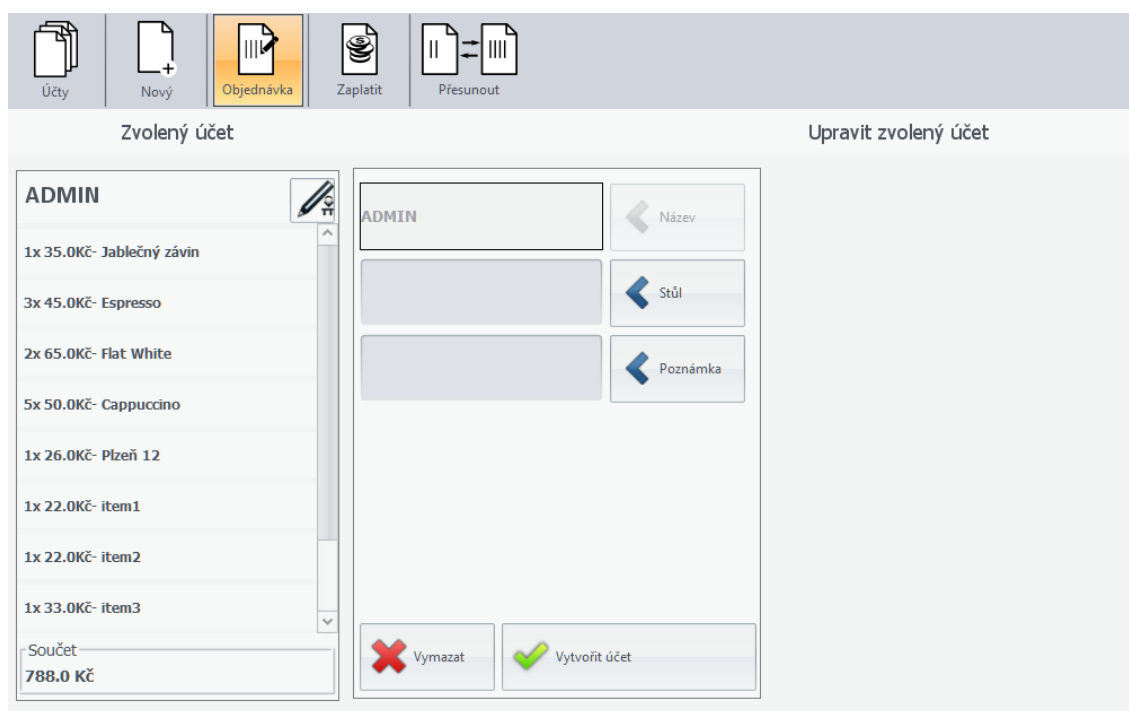 Účty
Nový
Objednávka
Zaplatit
Přesunout
Zvolený účet
Upravit zvolený účet
ADMIN
1x 35.0Kč- Jablečný závin
3x 45.0Kč- Espresso
2x 65.0Kč- Flat White
5x 50.0Kč- Cappuccino
1x 26.0Kč- Plzeň 12
1x 22.0Kč- item1
1x 22.0Kč- item2
1x 33.0Kč- item3
Součet
788.0 Kč
ADMIN
Název
Stůl
Poznámka
Vymazat
Vytvořit účet